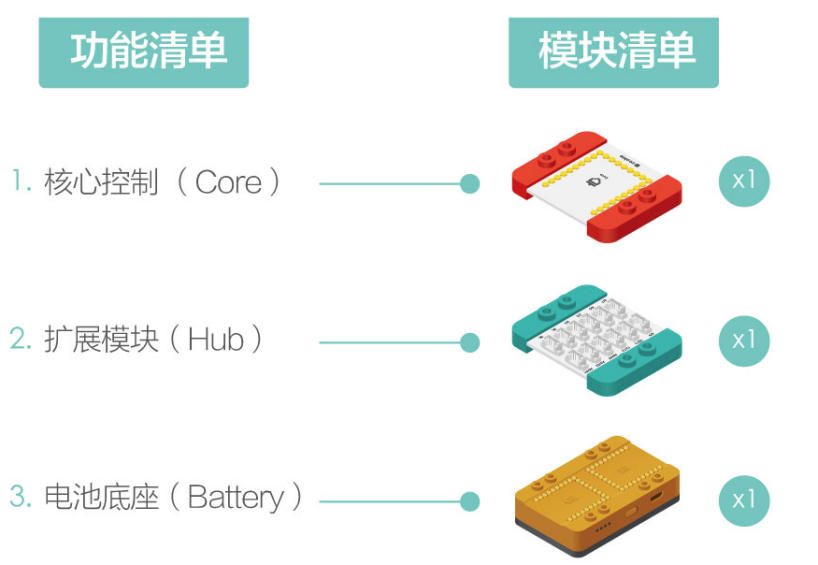 功能清单
模块清单
1. 核心控制 （Core） x1
2. 扩展模块（Hub） x1
3. 电池底座（Battery） x1